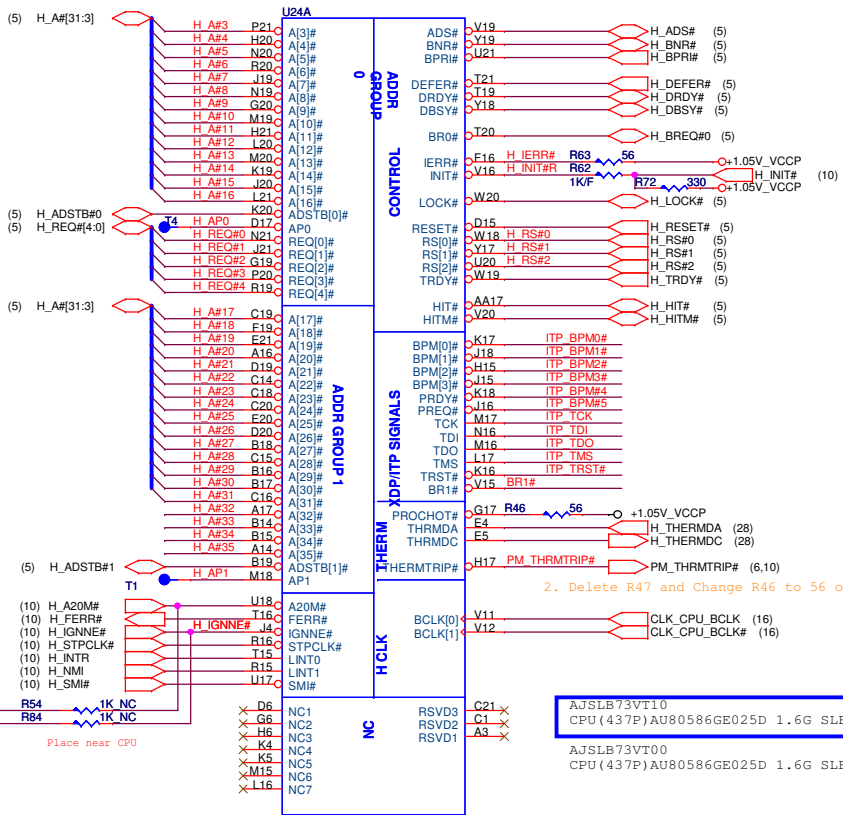 U24A
(5) H_A#[31:3]
H_A#3 P21 A[3]#
H_A#4 H20 A[4]#
H_A#5 N20 A[5]#
H_A#6 R20 A[6]#
H_A#7 J19 A[7]#
H_A#8 N19 A[8]#
H_A#9 G20 A[9]#
H_A#10 M19 A[10]#
H_A#11 H21 A[11]#
H_A#12 L20 A[12]#
H_A#13 M20 A[13]#
H_A#14 K19 A[14]#
H_A#15 J20 A[15]#
H_A#16 L21 A[16]#
(5) H_ADSTB#0 K20 ADSTB[0]#
T4 H_AP0 D17 AP0
(5) H_REQ#[4:0]
H_REQ#0 N21 REQ[0]#
H_REQ#1 J21 REQ[1]#
H_REQ#2 G19 REQ[2]#
H_REQ#3 P20 REQ[3]#
H_REQ#4 R19 REQ[4]#
(5) H_A#[31:3]
H_A#17 C19 A[17]#
H_A#18 F19 A[18]#
H_A#19 E21 A[19]#
H_A#20 A16 A[20]#
H_A#21 D19 A[21]#
H_A#22 C14 A[22]#
H_A#23 C18 A[23]#
H_A#24 C20 A[24]#
H_A#25 E20 A[25]#
H_A#26 D20 A[26]#
H_A#27 B18 A[27]#
H_A#28 C15 A[28]#
H_A#29 B16 A[29]#
H_A#30 B17 A[30]#
H_A#31 C16 A[31]#
H_A#32 A17 A[32]#
H_A#33 B14 A[33]#
H_A#34 B15 A[34]#
H_A#35 A14 A[35]#
(5) H_ADSTB#1 B19 ADSTB[1]#
T1 H_AP1 M18 AP1
(10) H_A20M# U18 A20M#
(10) H_FERR# T16 FERR#
(10) H_IGNNE# H_IGNNE# J4 IGNNE#
(10) H_STPCLK# R16 STPCLK#
(10) H_INTR T15 LINT0
(10) H_NMI R15 LINT1
(10) H_SMI# U17 SMI#
R54 1K_NC
R84 1K_NC
Place near CPU
D6 NC1
G6 NC2
H6 NC3
K4 NC4
K5 NC5
M15 NC6
L16 NC7
ADDR GROUP 0
CONTROL
ADDR GROUP 1
XDP/ITP SIGNALS
THERM
H CLK
NC
ADS# V19 H_ADS# (5)
BNR# Y19 H_BNR# (5)
BPRI# U21 H_BPRI# (5)
DEFER# T21 H_DEFER# (5)
DRDY# T19 H_DRDY# (5)
DBSY# Y18 H_DBSY# (5)
BR0# T20 H_BREQ#0 (5)
IERR# F16 H_IERR# R63 56 +1.05V_VCCP
INIT# V16 H_INIT#R R62 1K/F H_INIT# (10)
R72 330 +1.05V_VCCP
LOCK# W20 H_LOCK# (5)
RESET# D15 H_RESET# (5)
RS[0]# W18 H_RS#0 H_RS#0 (5)
RS[1]# Y17 H_RS#1 H_RS#1 (5)
RS[2]# U20 H_RS#2 H_RS#2 (5)
TRDY# W19 H_TRDY# (5)
HIT# AA17 H_HIT# (5)
HITM# V20 H_HITM# (5)
BPM[0]# K17 ITP_BPM0#
BPM[1]# J18 ITP_BPM1#
BPM[2]# H15 ITP_BPM2#
BPM[3]# J15 ITP_BPM3#
PRDY# K18 ITP_BPM#4
PREQ# J16 ITP_BPM#5
TCK M17 ITP_TCK
TDI N16 ITP_TDI
TDO M16 ITP_TDO
TMS L17 ITP_TMS
TRST# K16 ITP_TRST#
BR1# V15 BR1#
PROCHOT# G17 R46 56 +1.05V_VCCP
THRMDA E4 H_THERMDA (28)
THRMDC E5 H_THERMDC (28)
THERMTRIP# H17 PM_THRMTRIP# PM_THRMTRIP# (6,10)
2. Delete R47 and Change R46 to 56 o
BCLK[0] V11 CLK_CPU_BCLK (16)
BCLK[1] V12 CLK_CPU_BCLK# (16)
RSVD3 C21
RSVD2 C1
RSVD1 A3
AJSLB73VT10
CPU(437P)AU80586GE025D 1.6G SLB
AJSLB73VT00
CPU(437P)AU80586GE025D 1.6G SLB